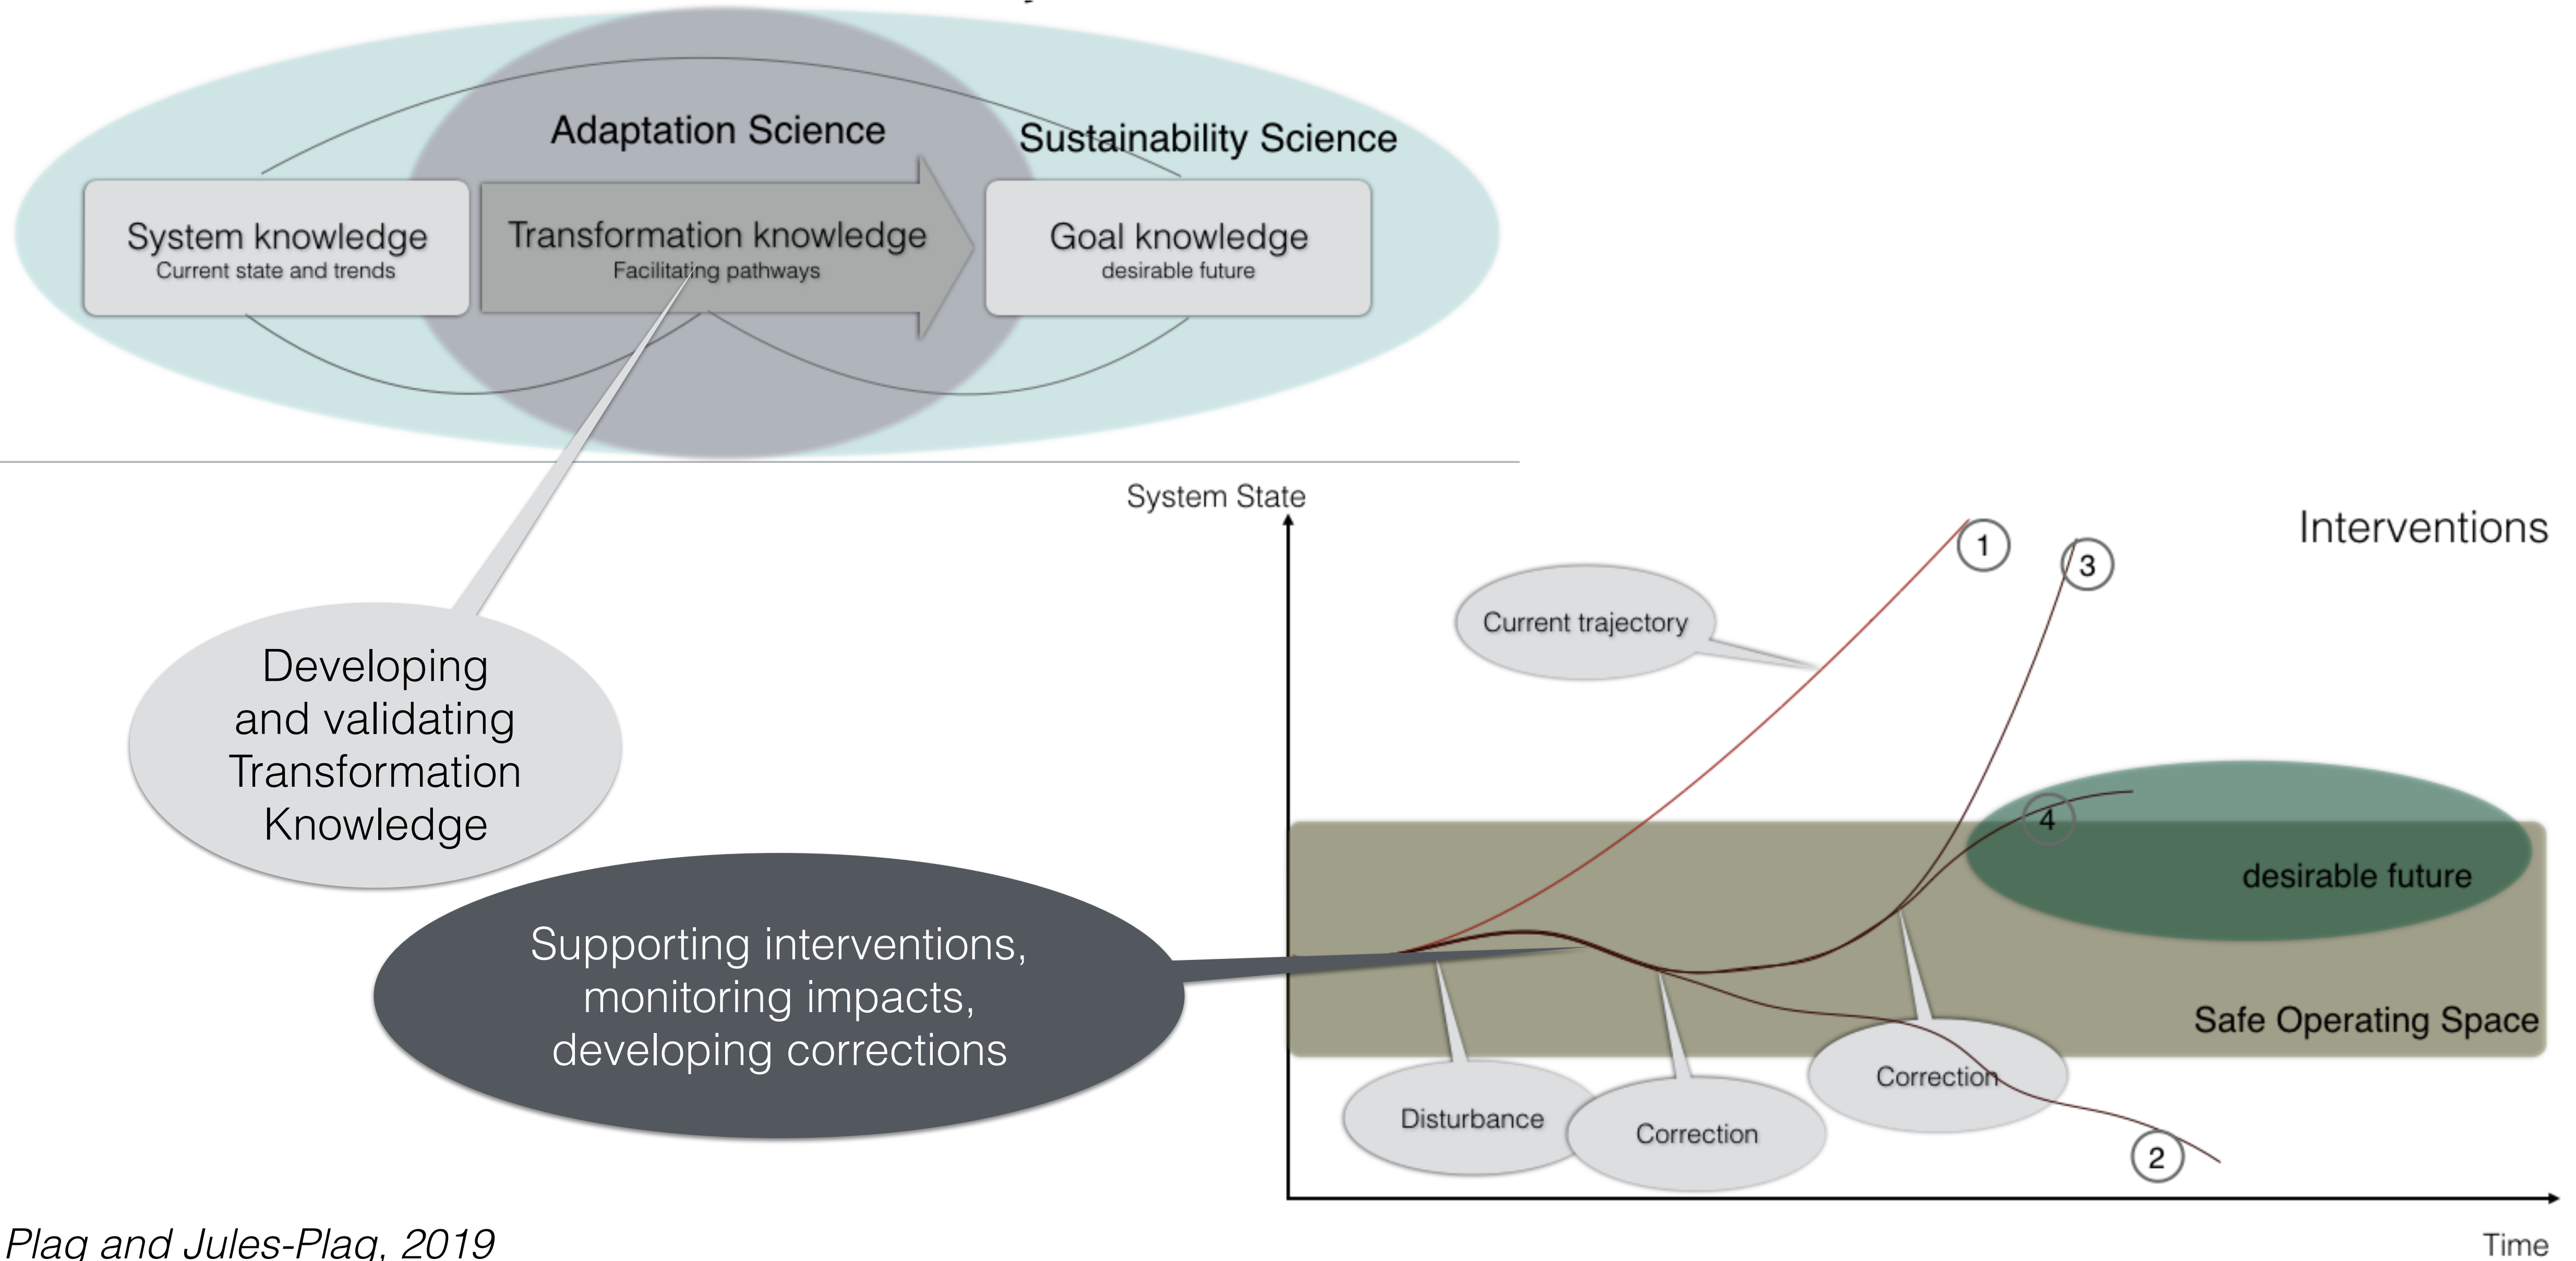 Adaptation Science
Sustainability Science
System knowledge
Current state and trends
Transformation knowledge
Facilitating pathways
Goal knowledge
desirable future
Developing
and validating
Transformation
Knowledge
Supporting interventions,
monitoring impacts,
developing corrections
System State
Interventions
1
3
Current trajectory
4
desirable future
Safe Operating Space
Disturbance
Correction
Correction
2
Time
Plag and Jules-Plag, 2019